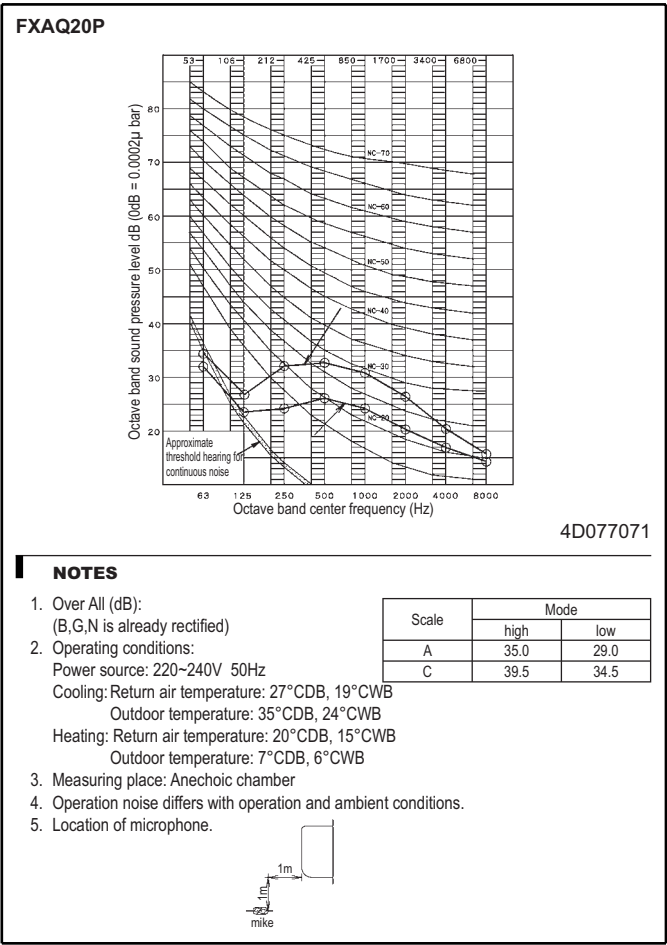 FXAQ20P
53 106 212 425 850 1700 3400 6800
Octave band sound pressure level dB (0dB = 0.0002μ bar)
80
70
60
50
40
30
20
NC-70
NC-60
NC-50
NC-40
NC-30
NC-20
Approximate
threshold hearing for
continuous noise
63 125 250 500 1000 2000 4000 8000
Octave band center frequency (Hz)
4D077071
NOTES
1. Over All (dB):
(B,G,N is already rectified)
2. Operating conditions:
Power source: 220~240V 50Hz
Cooling: Return air temperature: 27°CDB, 19°CWB
Outdoor temperature: 35°CDB, 24°CWB
Heating: Return air temperature: 20°CDB, 15°CWB
Outdoor temperature: 7°CDB, 6°CWB
3. Measuring place: Anechoic chamber
4. Operation noise differs with operation and ambient conditions.
5. Location of microphone.
Scale Mode
high low
A 35.0 29.0
C 39.5 34.5
1m
1m
mike